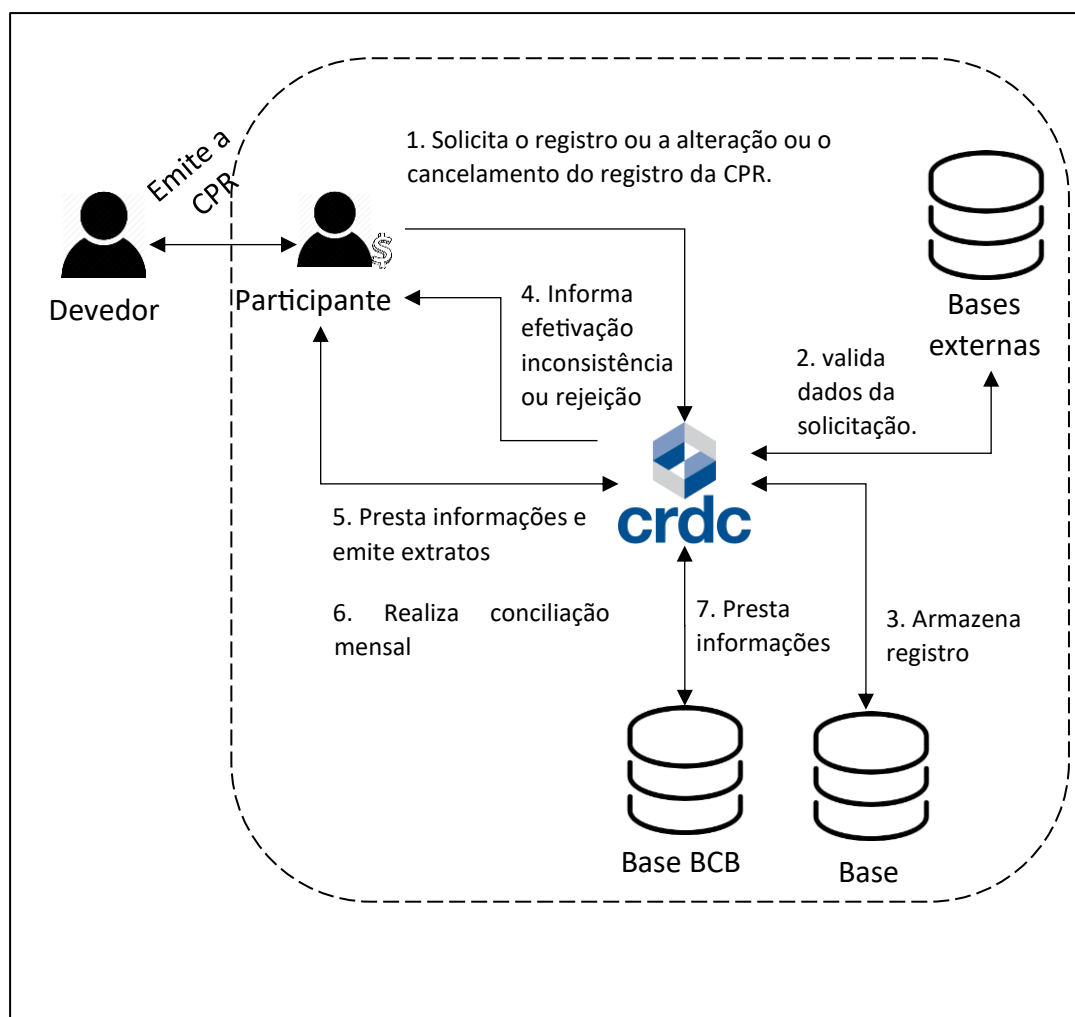 1. Solicita o registro ou a alteração ou o
cancelamento do registro da CPR.
Emite a
CPR
Devedor
Participante
$
4. Informa
efetivação
inconsistência
ou rejeição
Bases
externas
2. valida
dados da
solicitação.
crdc
5. Presta informações e
emite extratos
6. Realiza conciliação
mensal
7. Presta
informações
3. Armazena
registro
Base BCB
Base